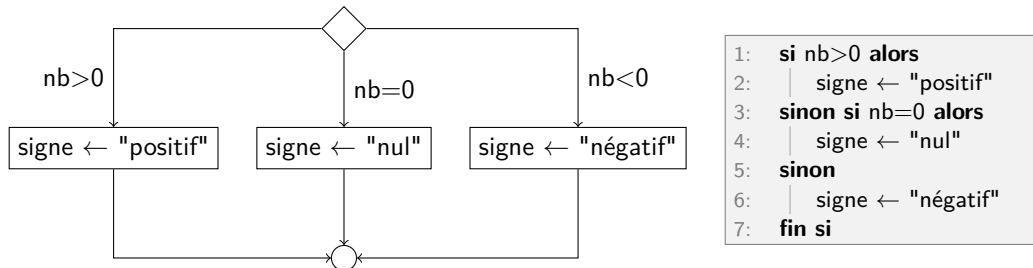 nb>0
nb=0
nb<0
signe ← "positif"
signe ← "nul"
signe ← "négatif"
1: si nb>0 alors
2: signe ← "positif"
3: sinon si nb=0 alors
4: signe ← "nul"
5: sinon
6: signe ← "négatif"
7: fin si